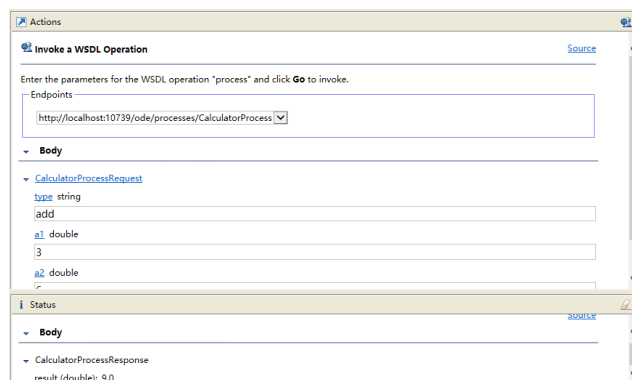 Actions
Invoke a WSDL Operation Source
Enter the parameters for the WSDL operation "process" and click Go to invoke.
Endpoints
http://localhost:10739/ode/processes/CalculatorProcess
Body
CalculatorProcessRequest
type string
add
a1 double
3
a2 double
Status
Source
Body
CalculatorProcessResponse
result (double): 9.0